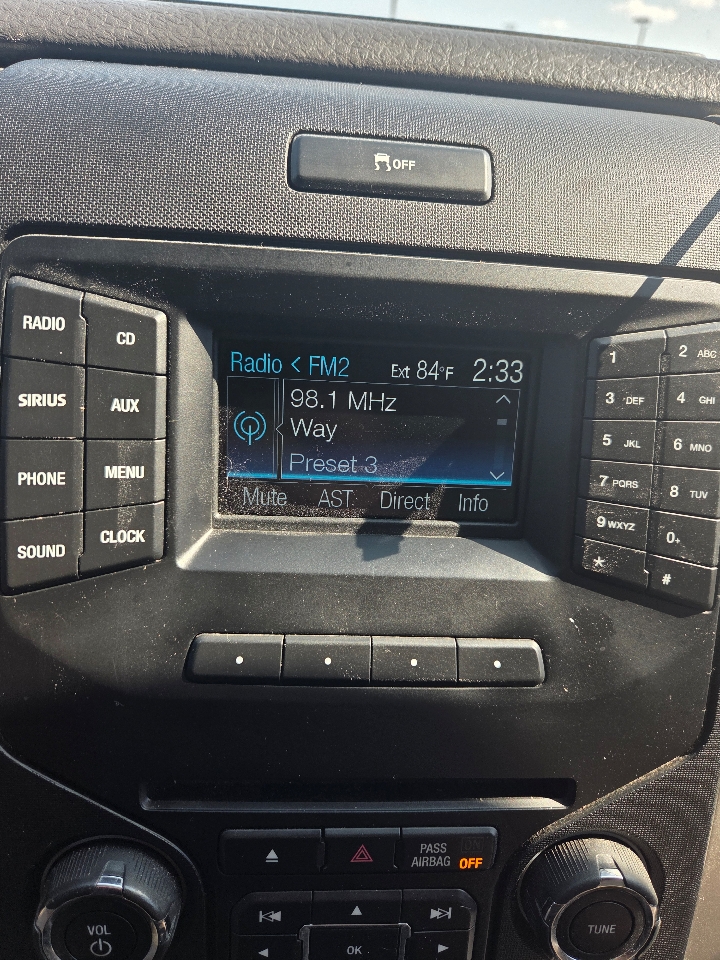 OFF
RADIO
CD
SIRIUS
AUX
PHONE
MENU
SOUND
CLOCK
Radio < FM2
Ext 84°F
2:33
98.1 MHz
Way
Preset 3
Mute AST Direct Info
1
2 ABC
3 DEF
4 GHI
5 JKL
6 MNO
7 PQRS
8 TUV
9 WXYZ
0+
*
#
PASS
AIRBAG
ON
OFF
VOL
OK
TUNE